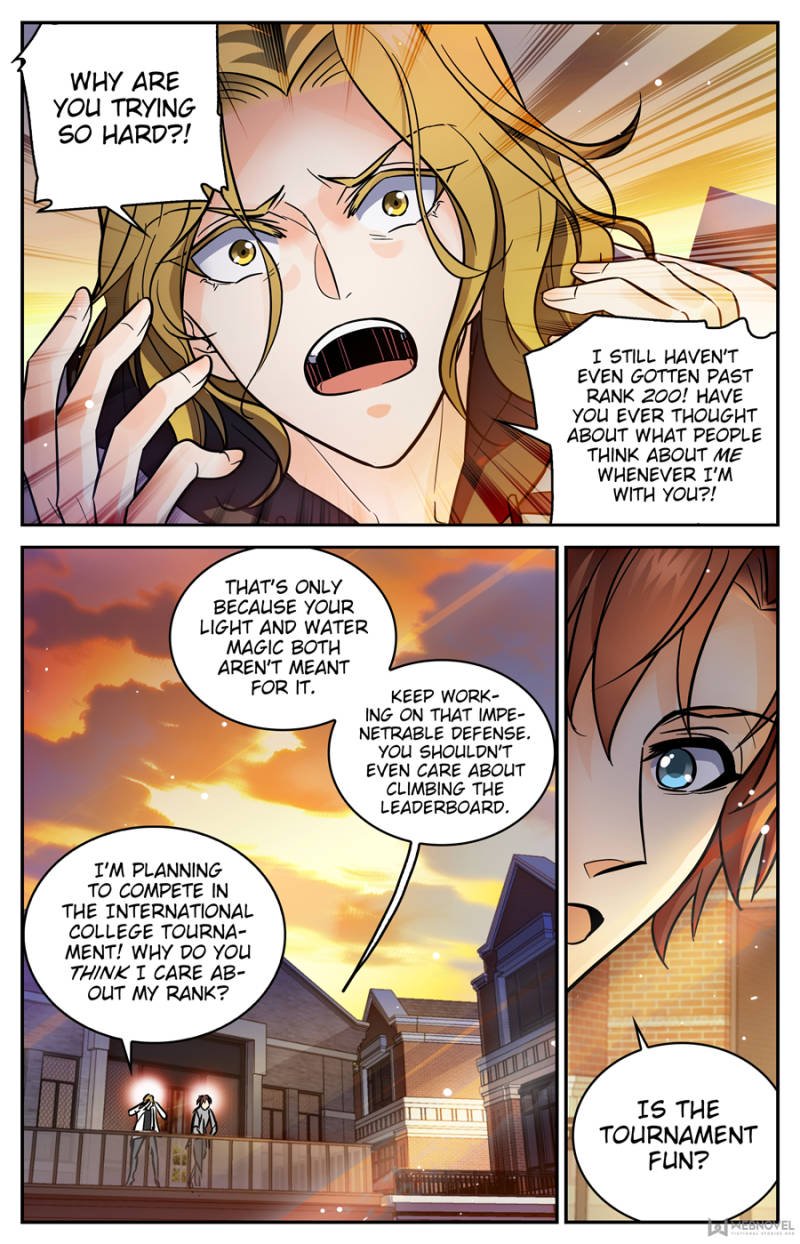 WHY ARE
YOU TRYING
SO HARD?!
I STILL HAVEN'T
EVEN GOTTEN PAST
RANK 200! HAVE
YOU EVER THOUGHT
ABOUT WHAT PEOPLE
THINK ABOUT ME
WHENEVER I'M
WITH YOU?!
THAT'S ONLY
BECAUSE YOUR
LIGHT AND WATER
MAGIC BOTH
AREN'T MEANT
FOR IT.
KEEP WORK-
ING ON THAT IMPE-
NETRABLE DEFENSE.
YOU SHOULDN'T
EVEN CARE ABOUT
CLIMBING THE
LEADERBOARD.
I'M PLANNING
TO COMPETE IN
THE INTERNATIONAL
COLLEGE TOURNA-
MENT! WHY DO YOU
THINK I CARE AB-
OUT MY RANK?
IS THE
TOURNAMENT
FUN?
WEBNOVEL